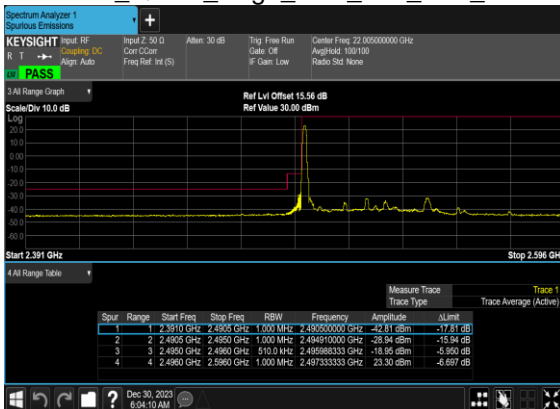 Spectrum Analyzer 1
Spurious Emissions
+
KEYSIGHT Input: RF Input Z: 50 Ω Atten: 30 dB Trig: Free Run Center Freq: 22.005000000 GHz
R T Coupling: DC Corr CCorr Gate: Off Avg|Hold: 100/100
Align: Auto Freq Ref: Int (S) IF Gain: Low Radio Std: None
PASS
3 All Range Graph Ref Lvl Offset 15.56 dB
Scale/Div 10.0 dB Ref Value 30.00 dBm
Log
20.0
10.0
0.00
-10.0
-20.0
-30.0
-40.0
-50.0
-60.0
Start 2.391 GHz Stop 2.596 GH
4 All Range Table
Measure Trace Trace 1
Trace Type Trace Average (Active)
Spur Range Start Freq Stop Freq RBW Frequency Amplitude ΔLimit
1 1 2.3910 GHz 2.4905 GHz 1.000 MHz 2.490500000 GHz -42.81 dBm -17.81 dB
2 2 2.4905 GHz 2.4950 GHz 1.000 MHz 2.494910000 GHz -28.94 dBm -15.94 dB
3 3 2.4950 GHz 2.4960 GHz 510.0 kHz 2.495988333 GHz -18.95 dBm -5.950 dB
4 4 2.4960 GHz 2.5960 GHz 1.000 MHz 2.497333333 GHz 23.30 dBm -6.697 dB
? Dec 30, 2023
6:04:10 AM